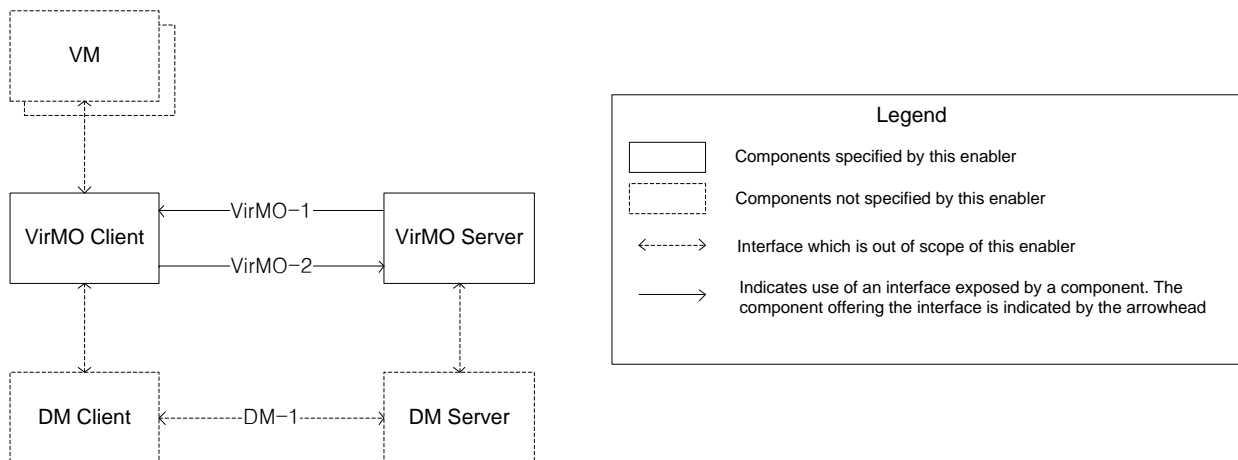 VM
VirMO Client
VirMO-1
VirMO-2
VirMO Server
DM Client
DM-1
DM Server
Legend
Components specified by this enabler
Components not specified by this enabler
Interface which is out of scope of this enabler
Indicates use of an interface exposed by a component. The
component offering the interface is indicated by the arrowhead